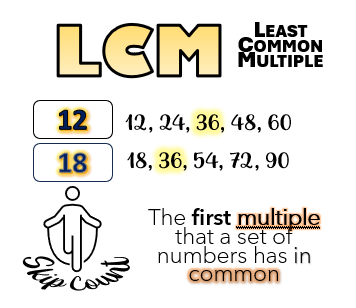 LCM
LEAST
COMMON
MULTIPLE
12
12, 24, 36, 48, 60
18
18, 36, 54, 72, 90
Skip Count
The first multiple
that a set of
numbers has in
common